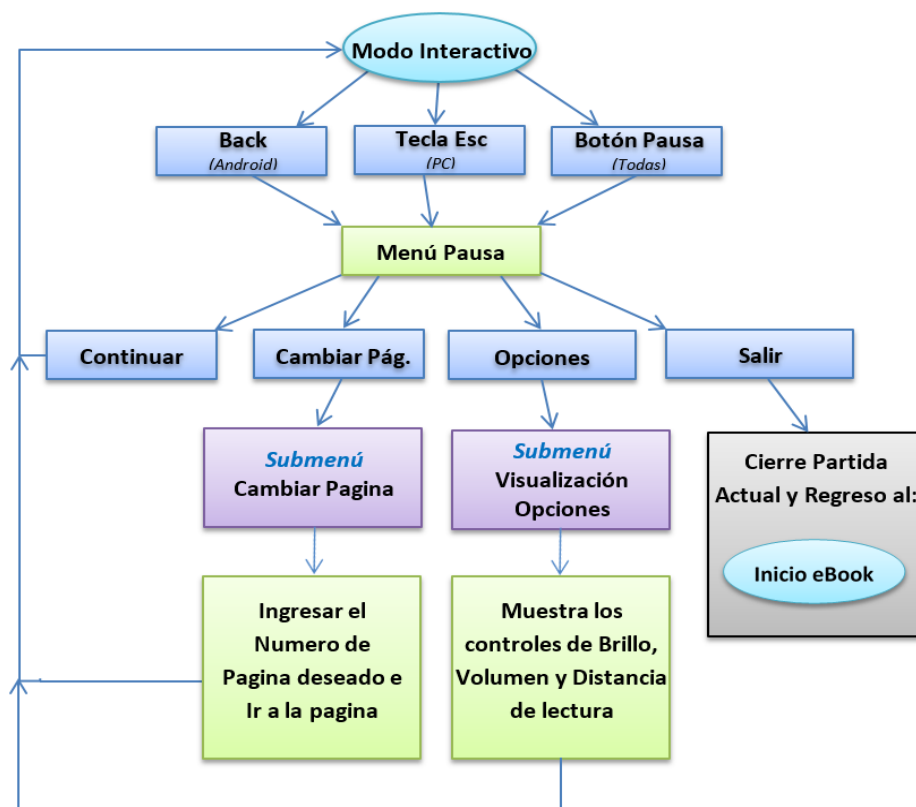 Modo Interactivo
Back
(Android)
Tecla Esc
(PC)
Botón Pausa
(Todas)
Menú Pausa
Continuar
Cambiar Pág.
Opciones
Salir
Submenú
Cambiar Pagina
Submenú
Visualización
Opciones
Cierre Partida
Actual y Regreso al:
Inicio eBook
Ingresar el
Numero de
Pagina deseado e
Ir a la pagina
Muestra los
controles de Brillo,
Volumen y Distancia
de lectura